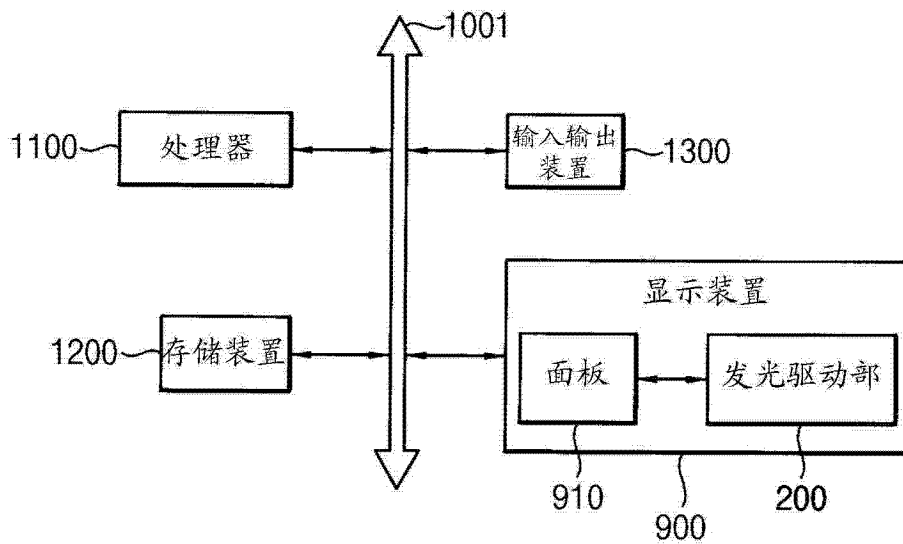 1001
1100
处理器
输入输出
装置
1300
显示装置
1200
存储装置
面板
发光驱动部
910
900
200